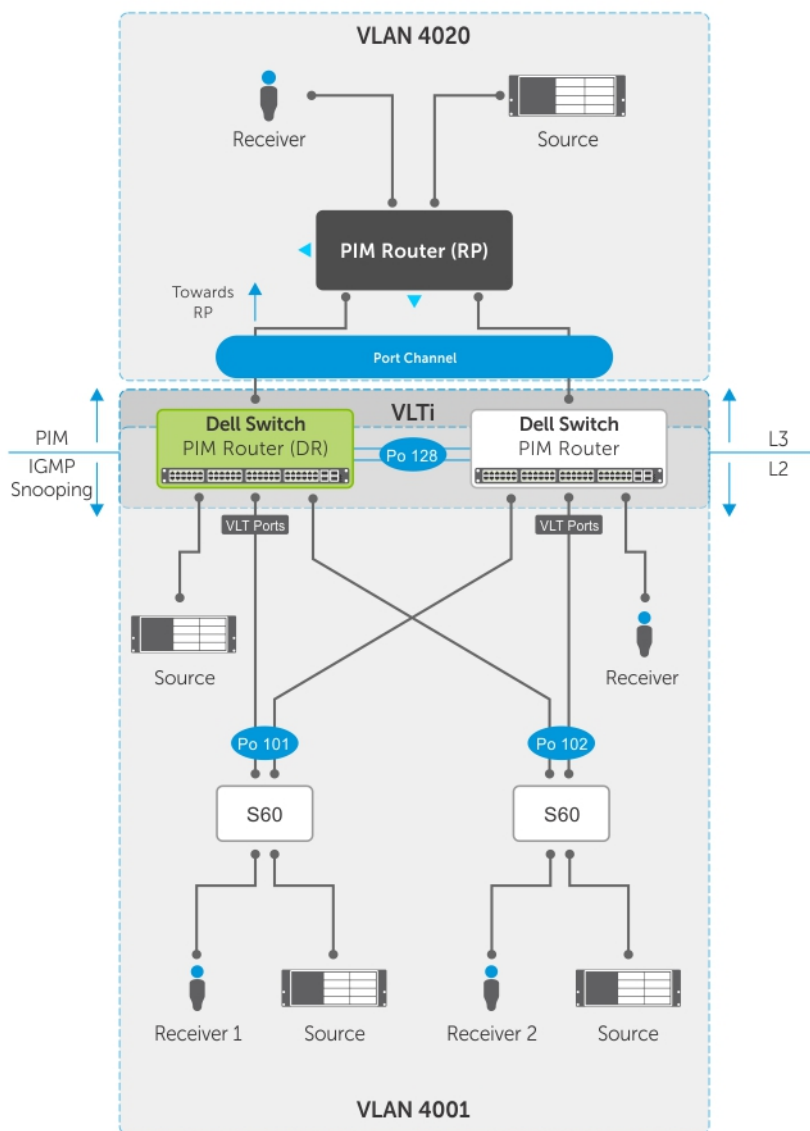 VLAN 4020
Receiver
Source
PIM Router (RP)
Towards
RP
Port Channel
VLTi
Dell Switch
PIM Router (DR)
Dell Switch
PIM Router
Po 128
PIM
IGMP
Snooping
L3
L2
VLT Ports
VLT Ports
Source
Receiver
Po 101
Po 102
S60
S60
Receiver 1
Source
Receiver 2
Source
VLAN 4001